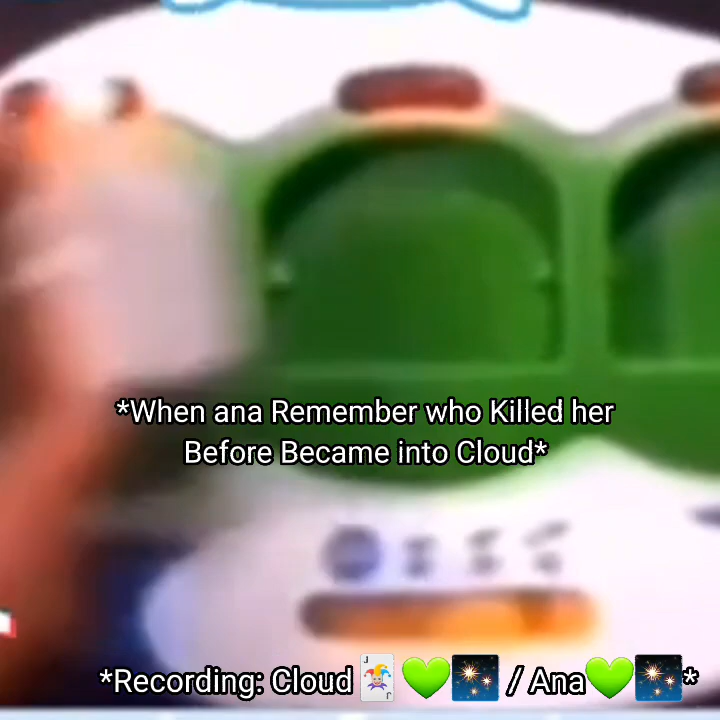 *When ana Remember who Killed her
Before Became into Cloud*
*Recording: Cloud🃏💚🎇 / Ana💚🎇*